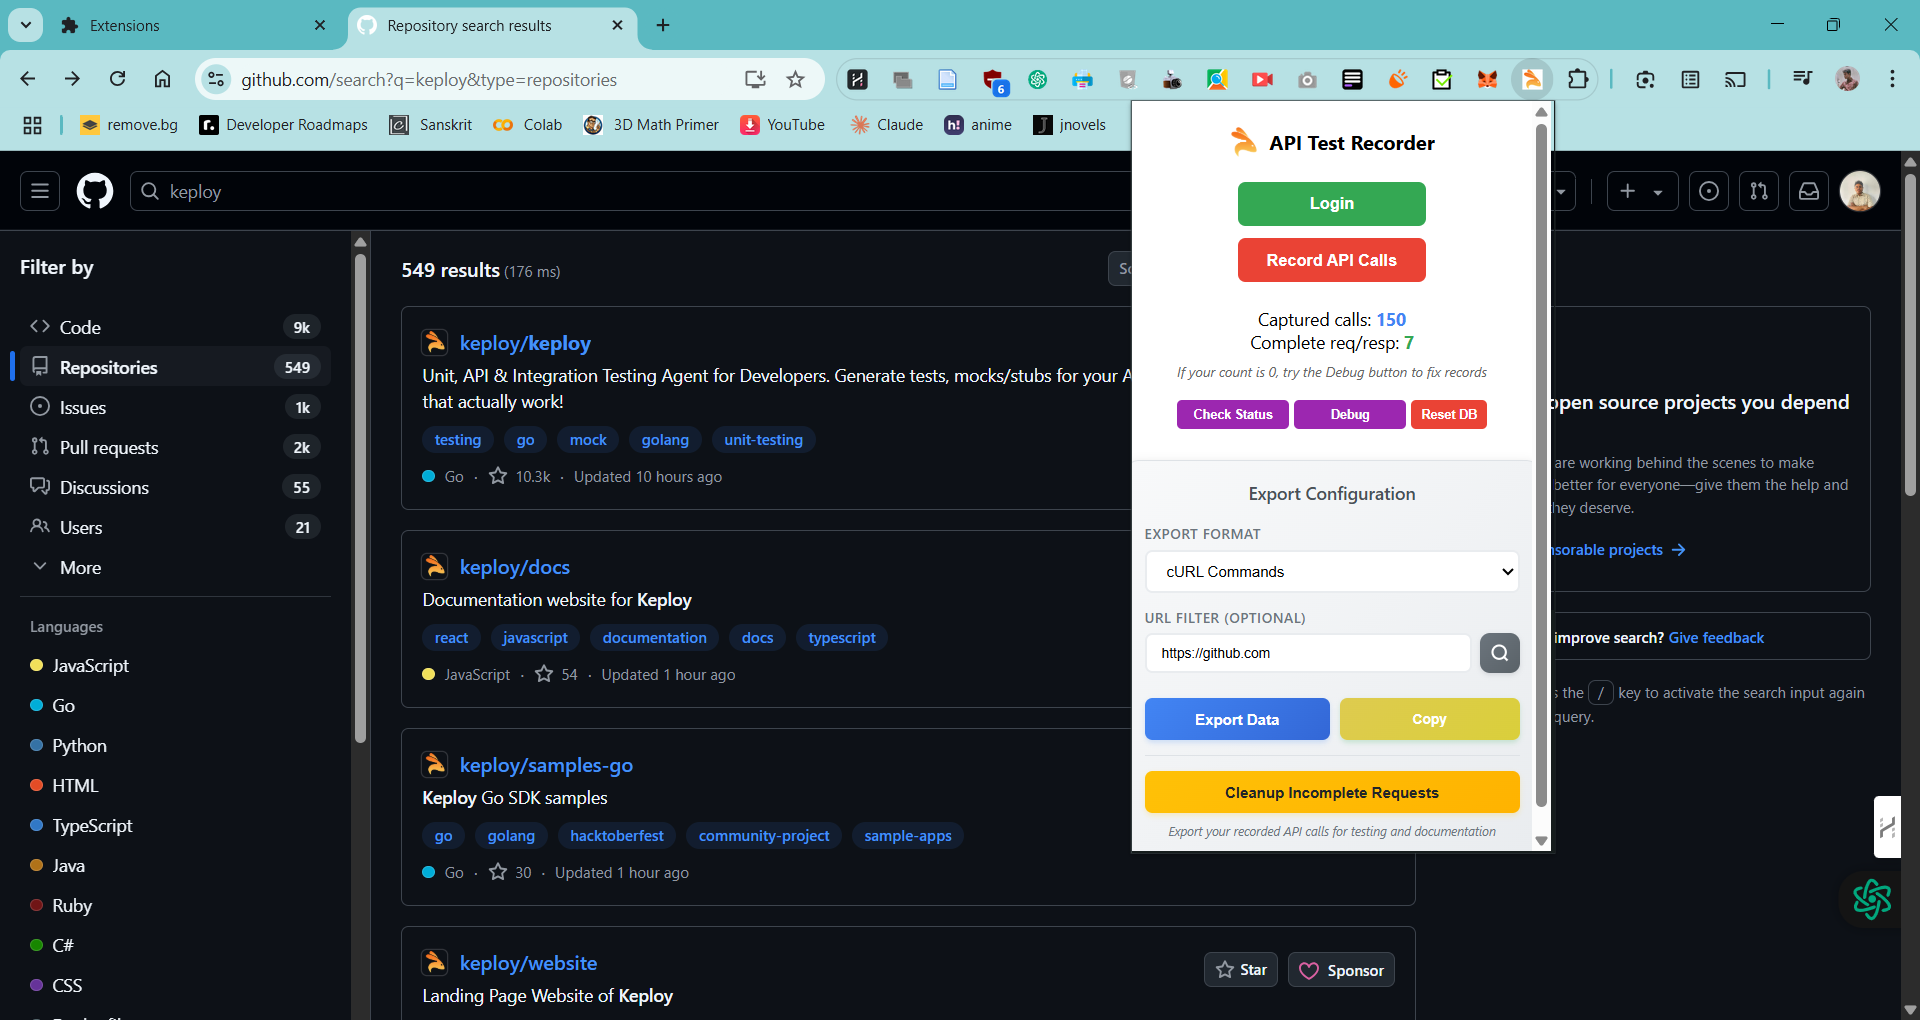 Extensions
Repository search results
github.com/search?q=keploy&type=repositories
6
remove.bg
Developer Roadmaps
Sanskrit
Colab
3D Math Primer
YouTube
Claude
h! anime
J jnovels
keploy
Filter by
Code 9k
Repositories 549
Issues 1k
Pull requests 2k
Discussions 55
Users 21
More
Languages
JavaScript
Go
Python
HTML
TypeScript
Java
Ruby
C#
CSS
549 results (176 ms)
keploy/keploy
Unit, API & Integration Testing Agent for Developers. Generate tests, mocks/stubs for your A
that actually work!
testing go mock golang unit-testing
Go · 10.3k · Updated 10 hours ago
keploy/docs
Documentation website for Keploy
react javascript documentation docs typescript
JavaScript · 54 · Updated 1 hour ago
keploy/samples-go
Keploy Go SDK samples
go golang hacktoberfest community-project sample-apps
Go · 30 · Updated 1 hour ago
keploy/website
Landing Page Website of Keploy
Star
Sponsor
API Test Recorder
Login
Record API Calls
Captured calls: 150
Complete req/resp: 7
If your count is 0, try the Debug button to fix records
Check Status
Debug
Reset DB
Export Configuration
EXPORT FORMAT
cURL Commands
URL FILTER (OPTIONAL)
https://github.com
Export Data
Copy
Cleanup Incomplete Requests
Export your recorded API calls for testing and documentation
open source projects you depend
are working behind the scenes to make
better for everyone—give them the help and
hey deserve.
nsorable projects
improve search? Give feedback
the / key to activate the search input again
query.